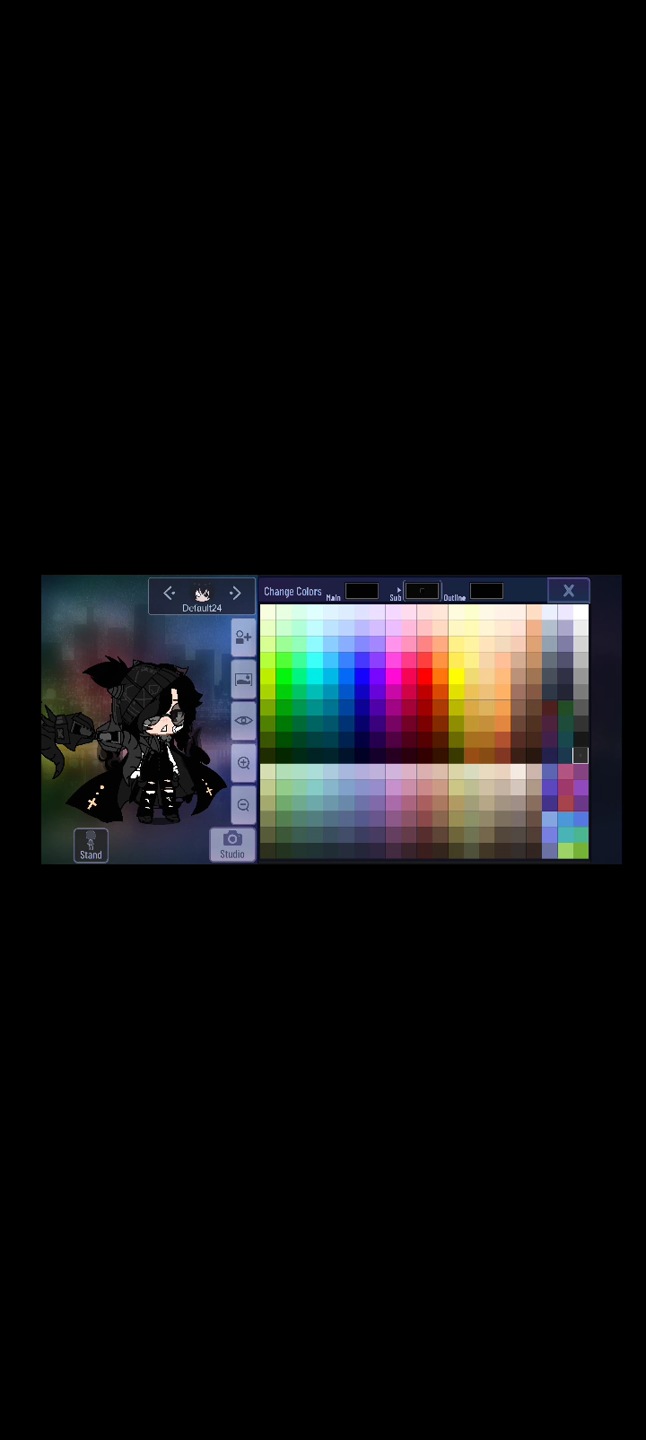 Default24
Change Colors
Main
Sub
Outline
X
Stand
Studio